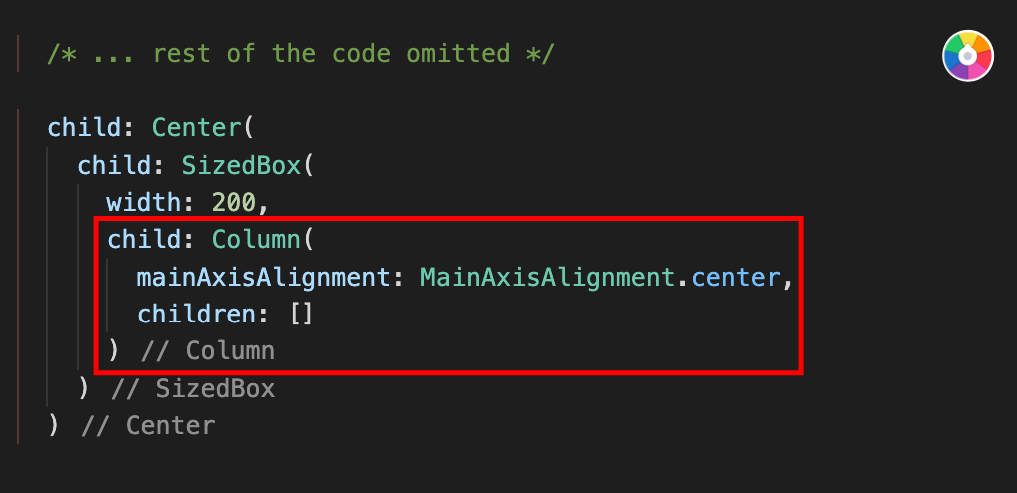 /* ... rest of the code omitted */
child: Center(
child: SizedBox(
width: 200,
child: Column(
mainAxisAlignment: MainAxisAlignment.center,
children: []
) // Column
) // SizedBox
) // Center